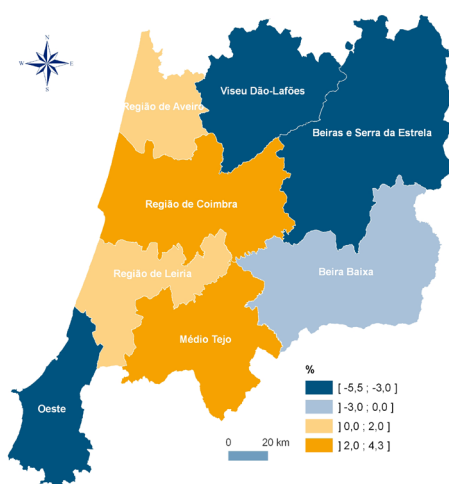 N
W E
S
Viseu Dão-Lafões
Região de Aveiro
Beiras e Serra da Estrela
Região de Coimbra
Região de Leiria
Beira Baixa
Médio Tejo
Oeste
%
[ -5,5 ; -3,0 ]
] -3,0 ; 0,0 ]
] 0,0 ; 2,0 ]
] 2,0 ; 4,3 ]
0 20 km